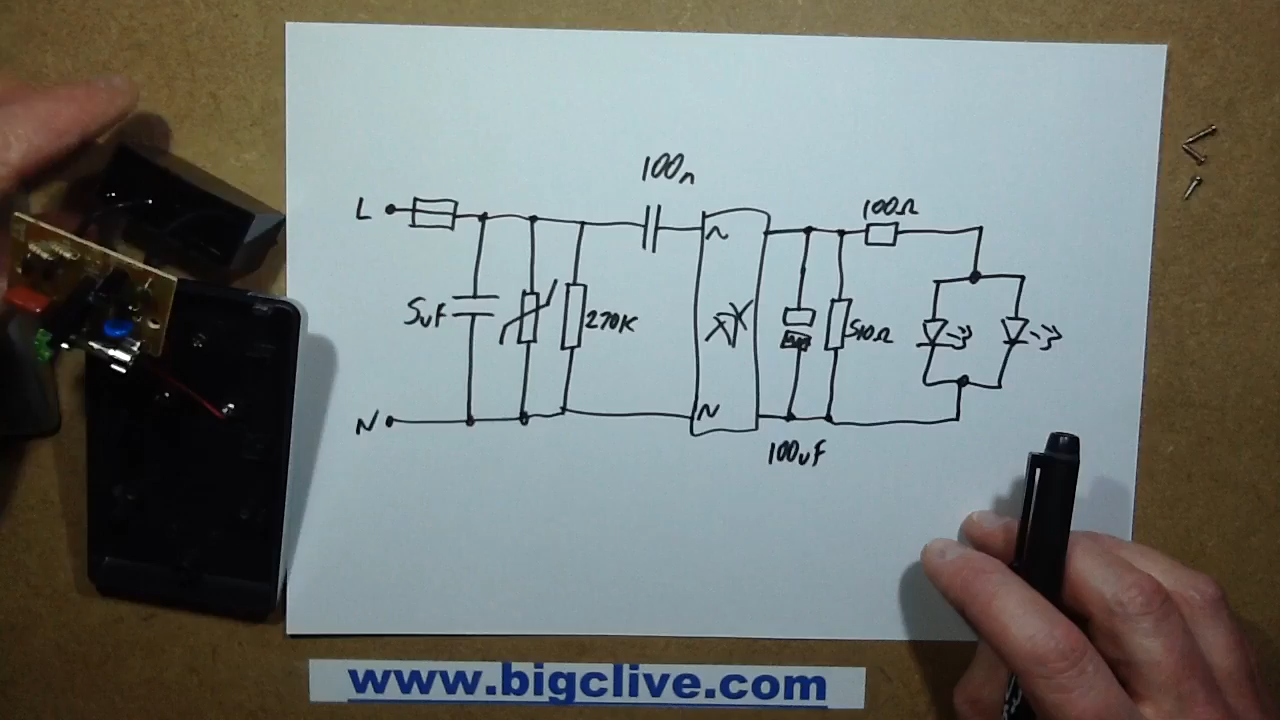 100n
100Ω
L
~
5uF
270K
510Ω
N
~
100uF
www.bigclive.com